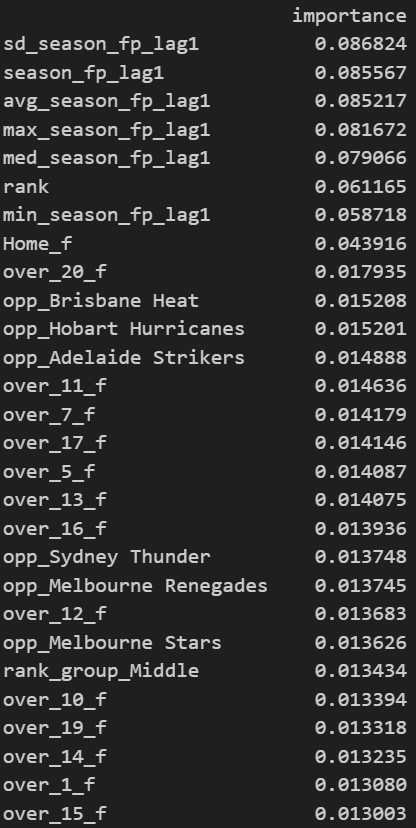 importance
sd_season_fp_lag1 0.086824
season_fp_lag1 0.085567
avg_season_fp_lag1 0.085217
max_season_fp_lag1 0.081672
med_season_fp_lag1 0.079066
rank 0.061165
min_season_fp_lag1 0.058718
Home_f 0.043916
over_20_f 0.017935
opp_Brisbane Heat 0.015208
opp_Hobart Hurricanes 0.015201
opp_Adelaide Strikers 0.014888
over_11_f 0.014636
over_7_f 0.014179
over_17_f 0.014146
over_5_f 0.014087
over_13_f 0.014075
over_16_f 0.013936
opp_Sydney Thunder 0.013748
opp_Melbourne Renegades 0.013745
over_12_f 0.013683
opp_Melbourne Stars 0.013626
rank_group_Middle 0.013434
over_10_f 0.013394
over_19_f 0.013318
over_14_f 0.013235
over_1_f 0.013080
over_15_f 0.013003